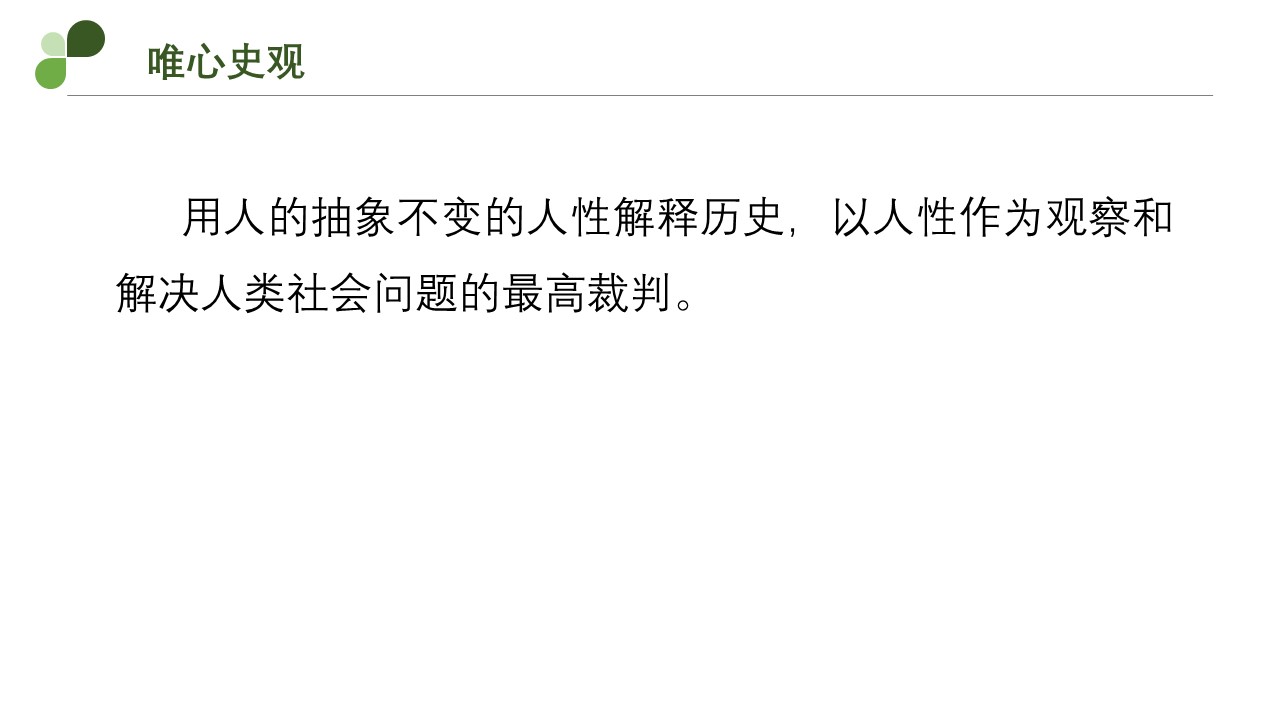 唯心史观
用人的抽象不变的人性解释历史，以人性作为观察和
解决人类社会问题的最高裁判。